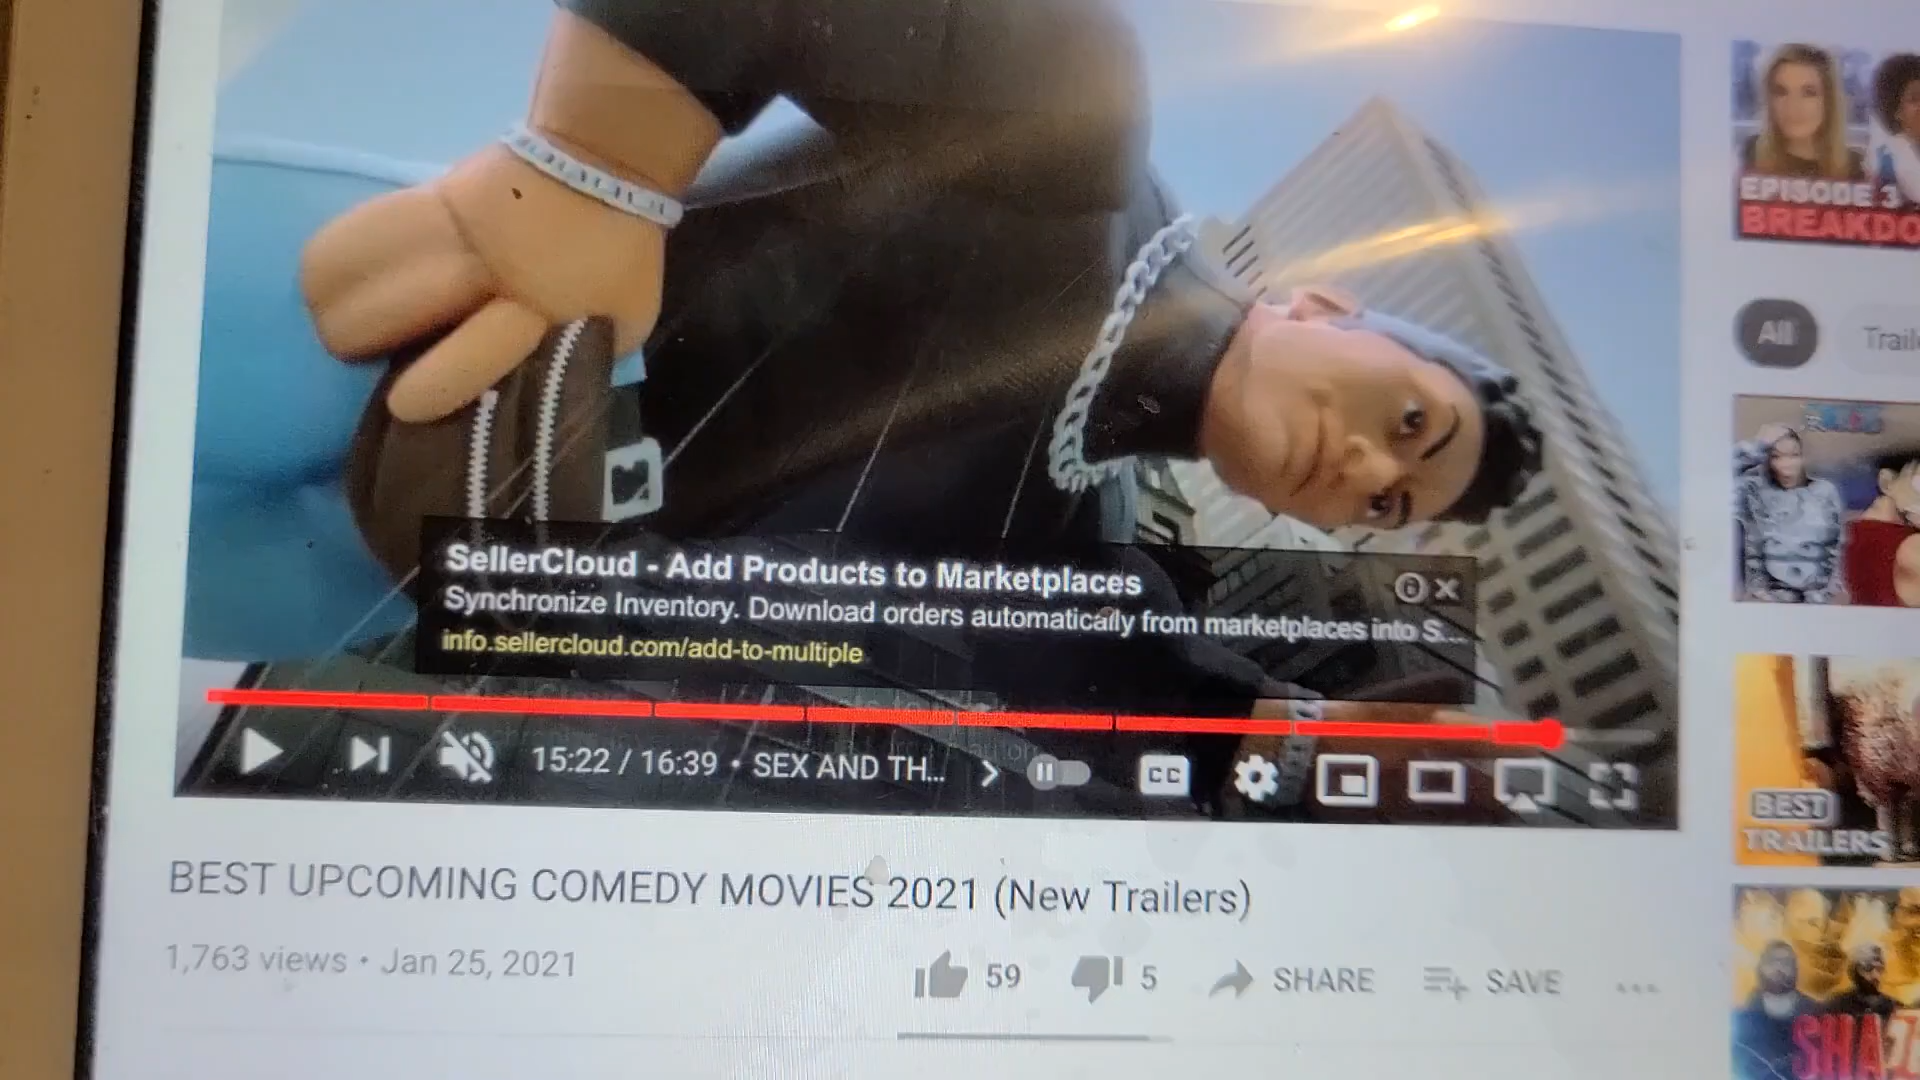 SellerCloud - Add Products to Marketplaces
Synchronize Inventory. Download orders automatically from marketplaces into S...
info.sellercloud.com/add-to-multiple
15:22 / 16:39 • SEX AND TH...
CC
BEST UPCOMING COMEDY MOVIES 2021 (New Trailers)
1,763 views • Jan 25, 2021
59
5
SHARE
SAVE
EPISODE 3
BREAKDO
All
Trail
BEST
TRAILERS
SHA